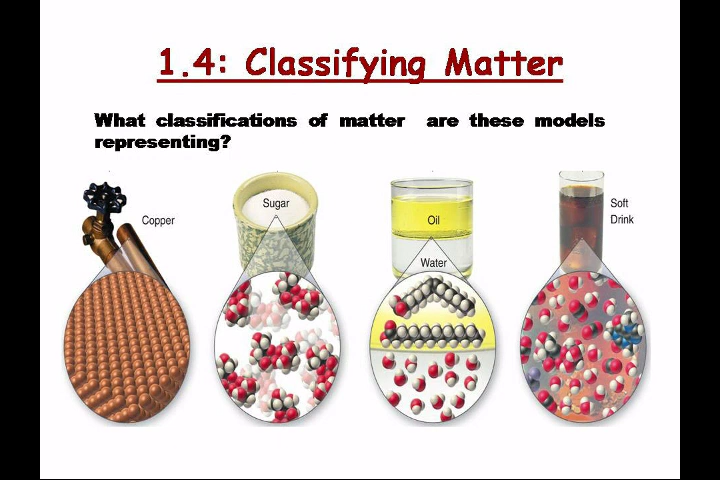 1.4: Classifying Matter
What classifications of matter are these models
representing?
Copper
Sugar
Oil
Water
Soft
Drink